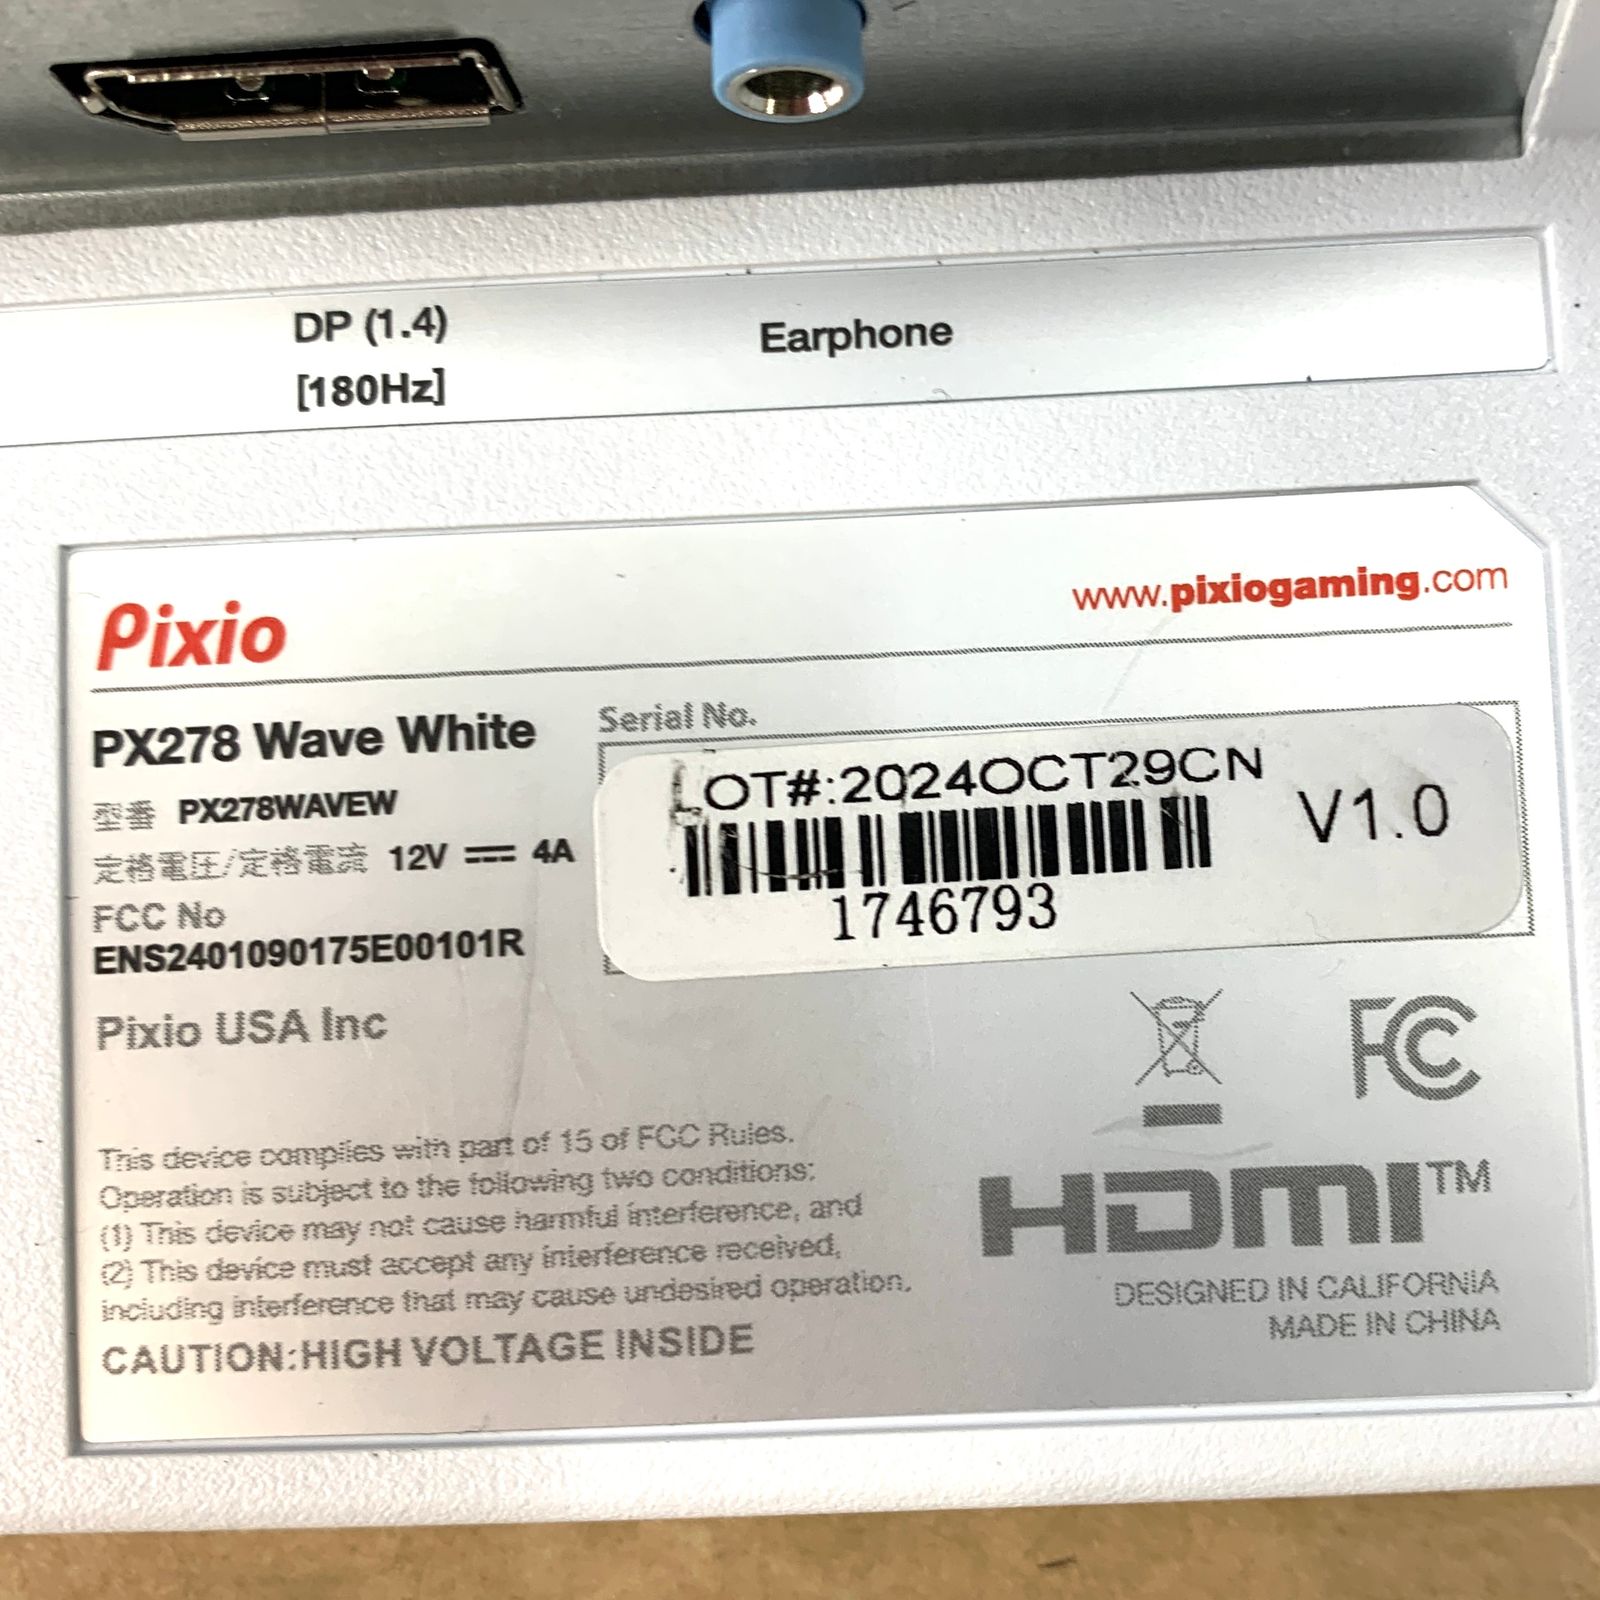 DP (1.4)
[180Hz]
Earphone
Pixio
www.pixiogaming.com
PX278 Wave White
型番 PX278WAVEW
定格電圧/定格電流 12V ⎓ 4A
FCC No
ENS2401090175E00101R
Pixio USA Inc
Serial No.
LOT#:2024OCT29CN
V1.0
1746793
FC
HDMI™
DESIGNED IN CALIFORNIA
MADE IN CHINA
This device complies with part of 15 of FCC Rules.
Operation is subject to the following two conditions:
(1) This device may not cause harmful interference, and
(2) This device must accept any interference received,
including interference that may cause undesired operation.
CAUTION:HIGH VOLTAGE INSIDE